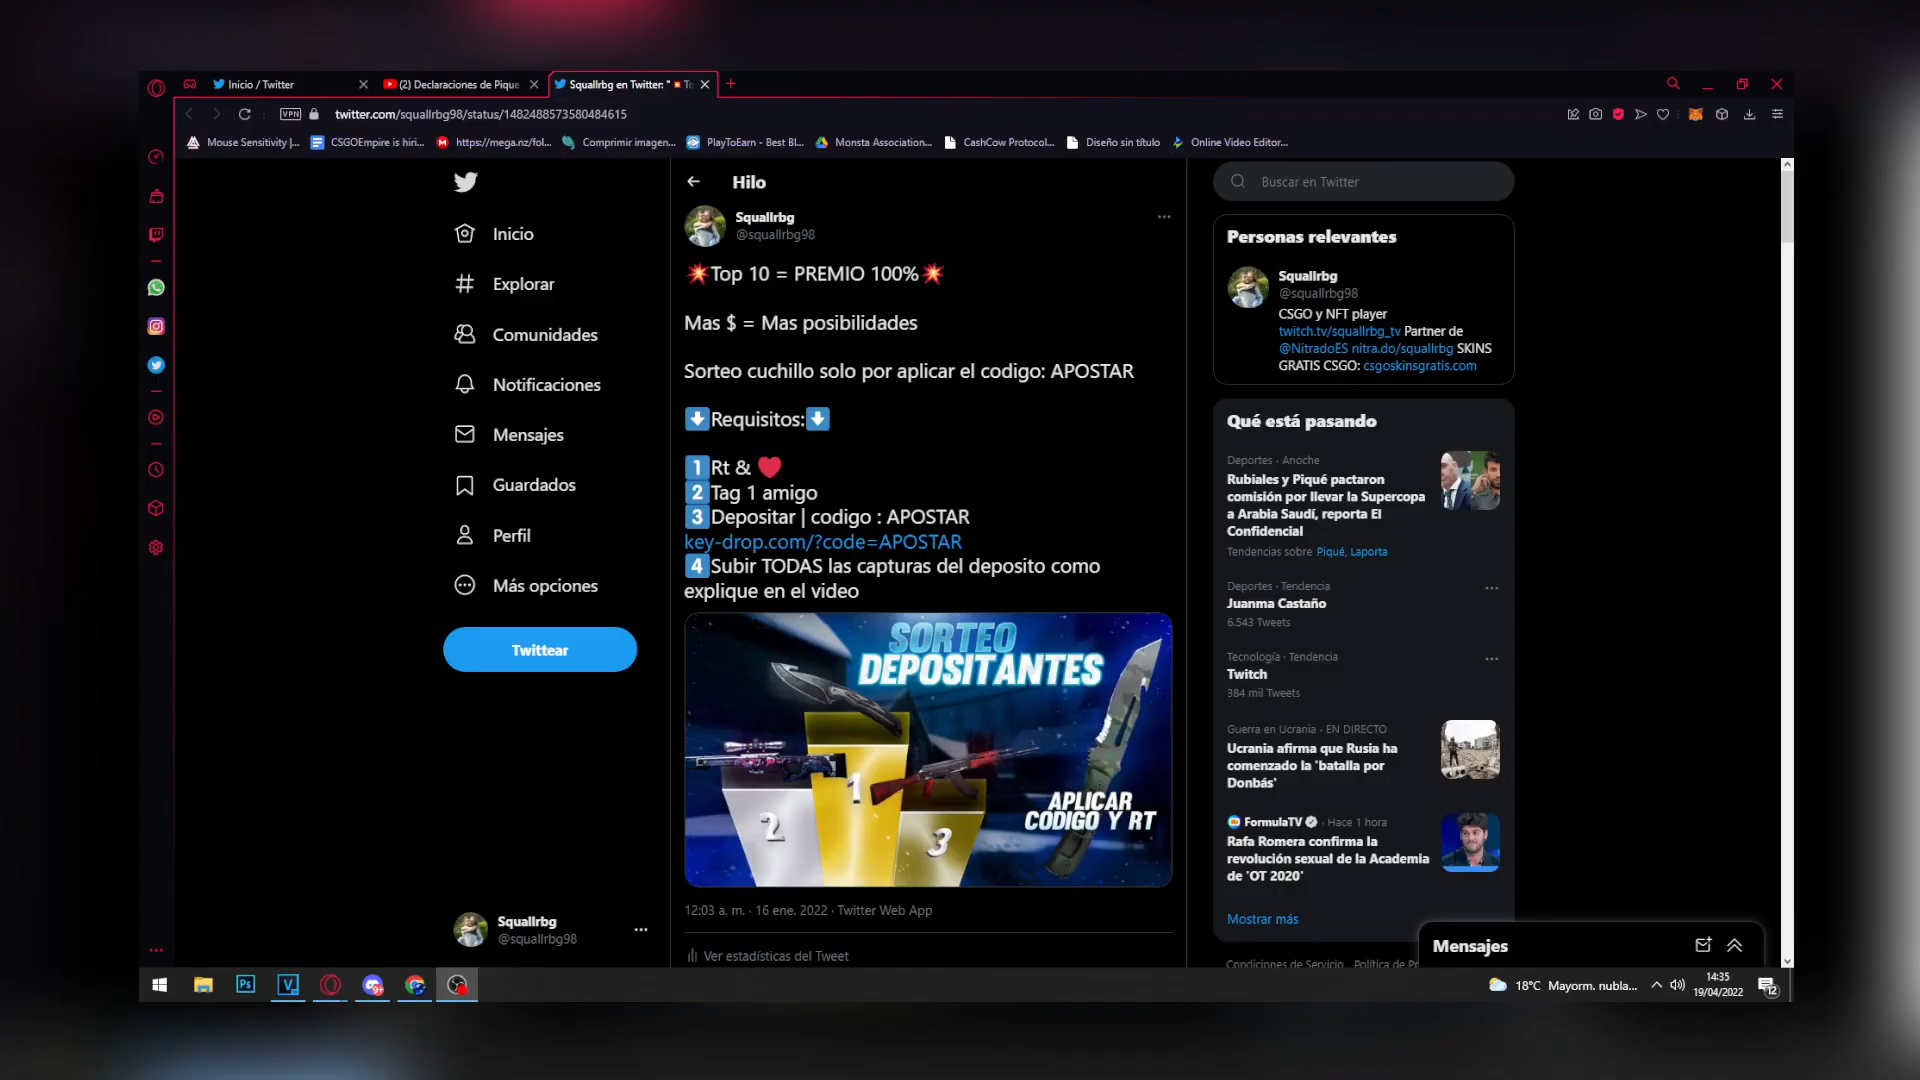 Inicio / Twitter
(2) Declaraciones de Pique
Squallrbg en Twitter: "💥 To
VPN
twitter.com/squallrbg98/status/1482488573580484615
Mouse Sensitivity |...
CSGOEmpire is hiri...
https://mega.nz/fol...
Comprimir imagen...
PlayToEarn - Best Bl...
Monsta Association...
CashCow Protocol...
Diseño sin título
Online Video Editor...
Inicio
Explorar
Comunidades
Notificaciones
Mensajes
Guardados
Perfil
Más opciones
Twittear
Squallrbg
@squallrbg98
Hilo
Squallrbg
@squallrbg98
💥Top 10 = PREMIO 100%💥
Mas $ = Mas posibilidades
Sorteo cuchillo solo por aplicar el codigo: APOSTAR
⬇️Requisitos:⬇️
1️⃣Rt & ❤️
2️⃣Tag 1 amigo
3️⃣Depositar | codigo : APOSTAR
key-drop.com/?code=APOSTAR
4️⃣Subir TODAS las capturas del deposito como
explique en el video
SORTEO
DEPOSITANTES
1
2
3
APLICAR
CODIGO Y RT
12:03 a. m. · 16 ene. 2022 · Twitter Web App
Ver estadísticas del Tweet
Buscar en Twitter
Personas relevantes
Squallrbg
@squallrbg98
CSGO y NFT player
twitch.tv/squallrbg_tv Partner de
@NitradoES nitra.do/squallrbg SKINS
GRATIS CSGO: csgoskinsgratis.com
Qué está pasando
Deportes · Anoche
Rubiales y Piqué pactaron
comisión por llevar la Supercopa
a Arabia Saudí, reporta El
Confidencial
Tendencias sobre Piqué, Laporta
Deportes · Tendencia
Juanma Castaño
6.543 Tweets
Tecnología · Tendencia
Twitch
384 mil Tweets
Guerra en Ucrania · EN DIRECTO
Ucrania afirma que Rusia ha
comenzado la 'batalla por
Donbás'
FormulaTV · Hace 1 hora
Rafa Romera confirma la
revolución sexual de la Academia
de 'OT 2020'
Mostrar más
Condiciones de Servicio Política de Pr
Mensajes
Ps
V
9+
18°C Mayorm. nubla...
14:35
19/04/2022
12